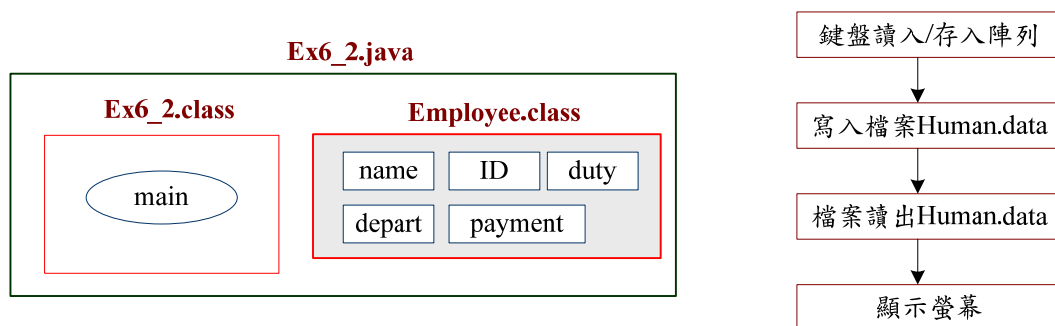 Ex6_2.java
Ex6_2.class
Employee.class
main
name
ID
duty
depart
payment
鍵盤讀入/存入陣列
寫入檔案Human.data
檔案讀出Human.data
顯示螢幕